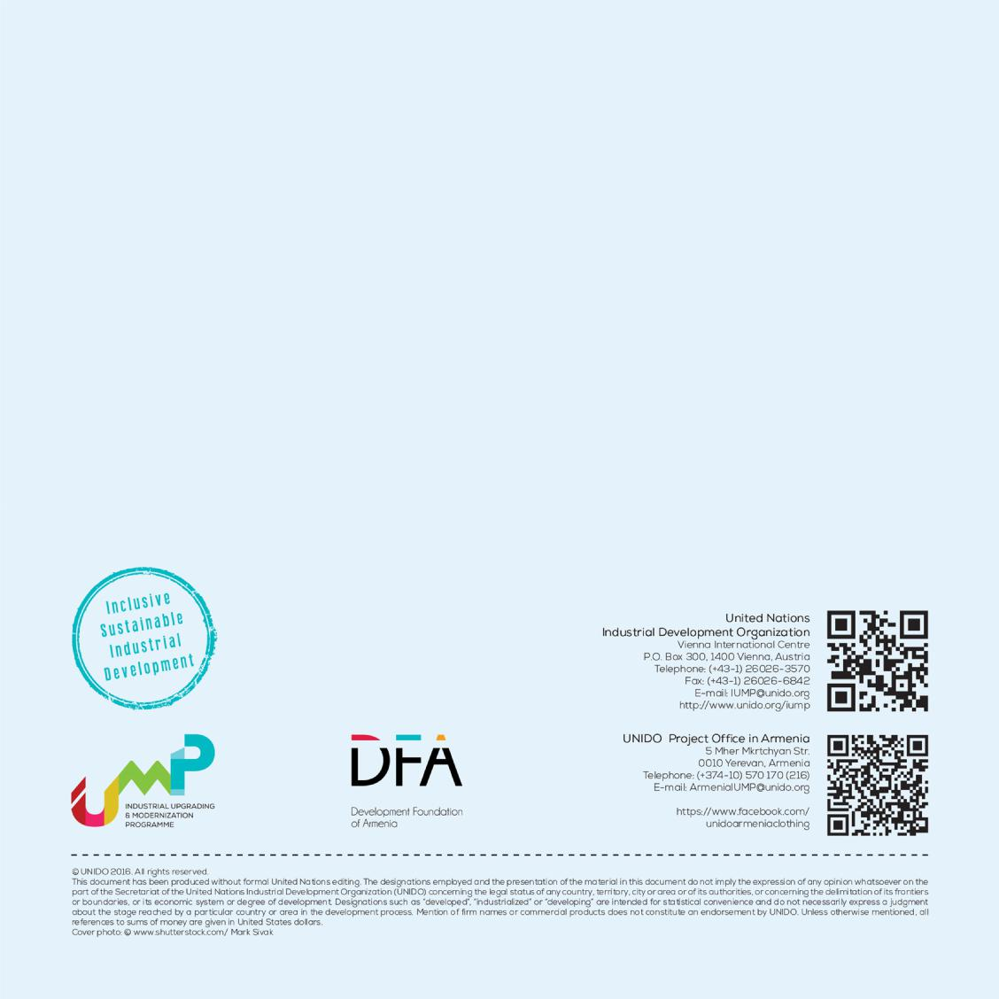 Inclusive
Sustainable
Industrial
Development
United Nations
Industrial Development Organization
Vienna International Centre
P.O. Box 300, 1400 Vienna, Austria
Telephone: (+43-1) 26026-3570
Fax: (+43-1) 26026-6842
E-mail: IUMP@unido.org
http://www.unido.org/iump
IUMP
INDUSTRIAL UPGRADING
& MODERNIZATION
PROGRAMME
DFA
Development Foundation
of Armenia
UNIDO Project Office in Armenia
5 Mher Mkrtchyan Str.
0010 Yerevan, Armenia
Telephone: (+374-10) 570 170 (216)
E-mail: ArmeniaIUMP@unido.org
https://www.facebook.com/
unidoarmeniaclothing
© UNIDO 2016. All rights reserved.
This document has been produced without formal United Nations editing. The designations employed and the presentation of the material in this document do not imply the expression of any opinion whatsoever on the
part of the Secretariat of the United Nations Industrial Development Organization (UNIDO) concerning the legal status of any country, territory, city or area or of its authorities, or concerning the delimitation of its frontiers
or boundaries, or its economic system or degree of development. Designations such as “developed”, “industrialized” or “developing” are intended for statistical convenience and do not necessarily express a judgment
about the stage reached by a particular country or area in the development process. Mention of firm names or commercial products does not constitute an endorsement by UNIDO. Unless otherwise mentioned, all
references to sums of money are given in United States dollars.
Cover photo: © www.shutterstock.com/ Mark Sivak